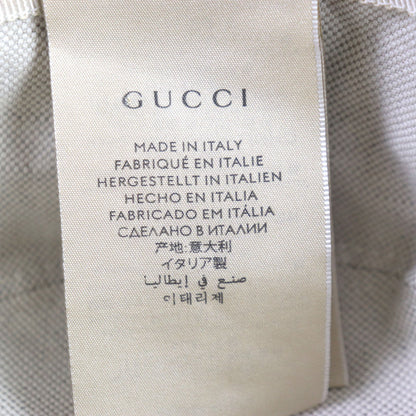 GUCCI
MADE IN ITALY
FABRIQUÉ EN ITALIE
HERGESTELLT IN ITALIEN
HECHO EN ITALIA
FABRICADO EM ITÁLIA
СДЕЛАНО В ИТАЛИИ
产地:意大利
イタリア製
صنع في إيطاليا
이태리제